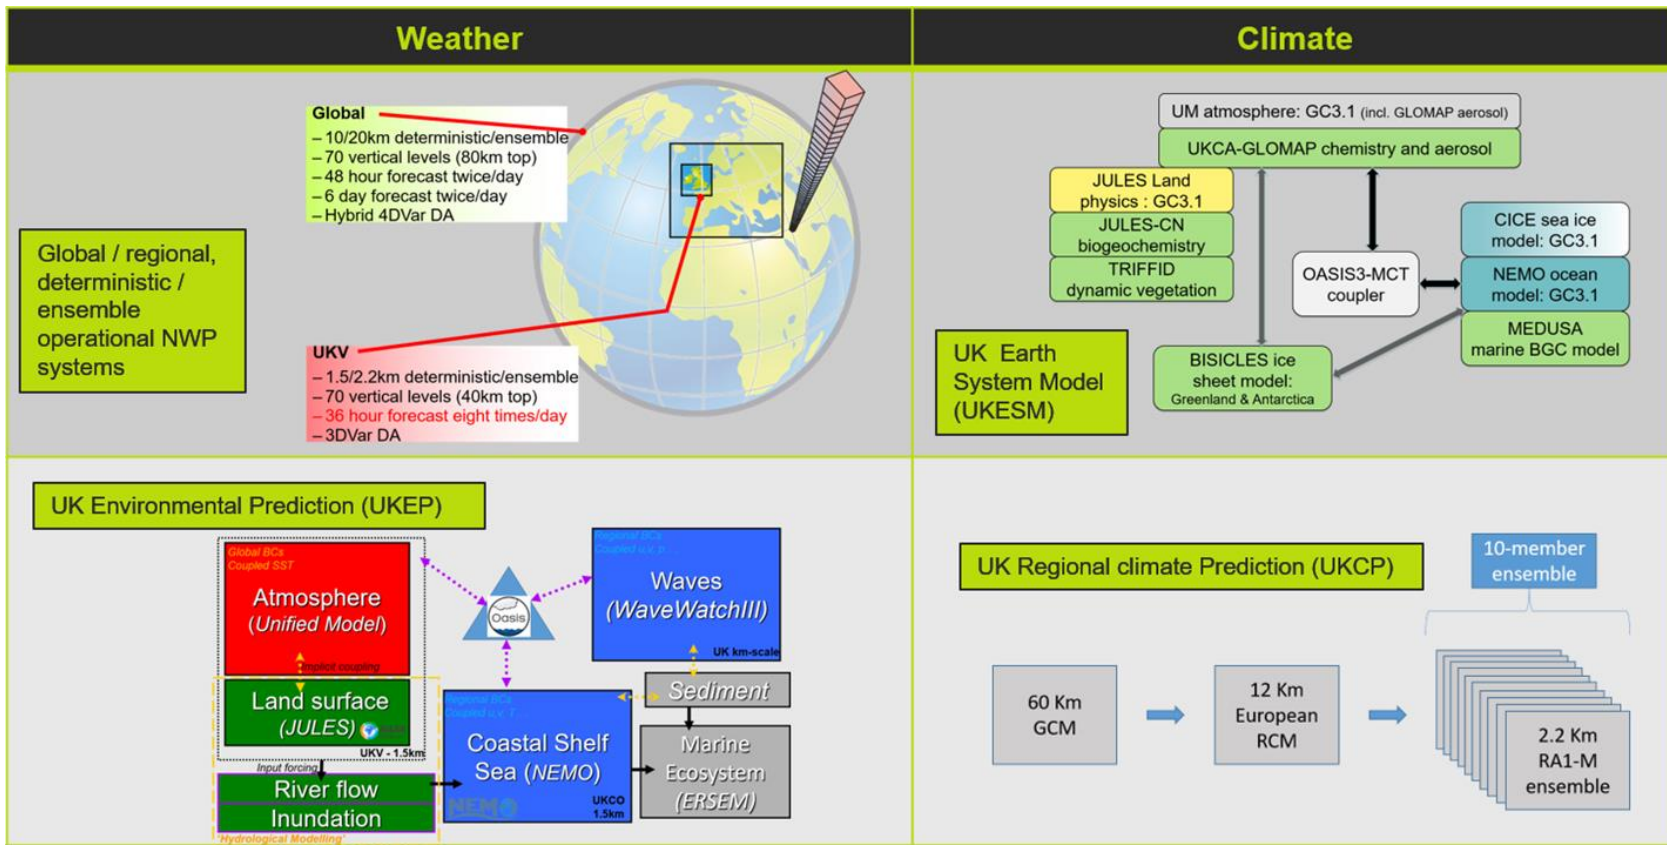 Weather
Climate
Global
– 10/20km deterministic/ensemble
– 70 vertical levels (80km top)
– 48 hour forecast twice/day
– 6 day forecast twice/day
– Hybrid 4DVar DA
Global / regional,
deterministic /
ensemble
operational NWP
systems
UKV
– 1.5/2.2km deterministic/ensemble
– 70 vertical levels (40km top)
– 36 hour forecast eight times/day
– 3DVar DA
UM atmosphere: GC3.1 (incl. GLOMAP aerosol)
UKCA-GLOMAP chemistry and aerosol
JULES Land
physics : GC3.1
JULES-CN
biogeochemistry
TRIFFID
dynamic vegetation
OASIS3-MCT
coupler
CICE sea ice
model: GC3.1
NEMO ocean
model: GC3.1
MEDUSA
marine BGC model
BISICLES ice
sheet model:
Greenland & Antarctica
UK Earth
System Model
(UKESM)
UK Environmental Prediction (UKEP)
Global BCs
Coupled SST
Atmosphere
(Unified Model)
Implicit coupling
Land surface
(JULES)
UKV - 1.5km
Input forcing
River flow
Inundation
'Hydrological Modelling'
Oasis
Regional BCs
Coupled u,v, p...
Waves
(WaveWatchIII)
UK km-scale
Regional BCs
Coupled u,v, T...
Coastal Shelf
Sea (NEMO)
NEMO
UKCO
1.5km
Sediment
Marine
Ecosystem
(ERSEM)
UK Regional climate Prediction (UKCP)
10-member
ensemble
60 Km
GCM
12 Km
European
RCM
2.2 Km
RA1-M
ensemble